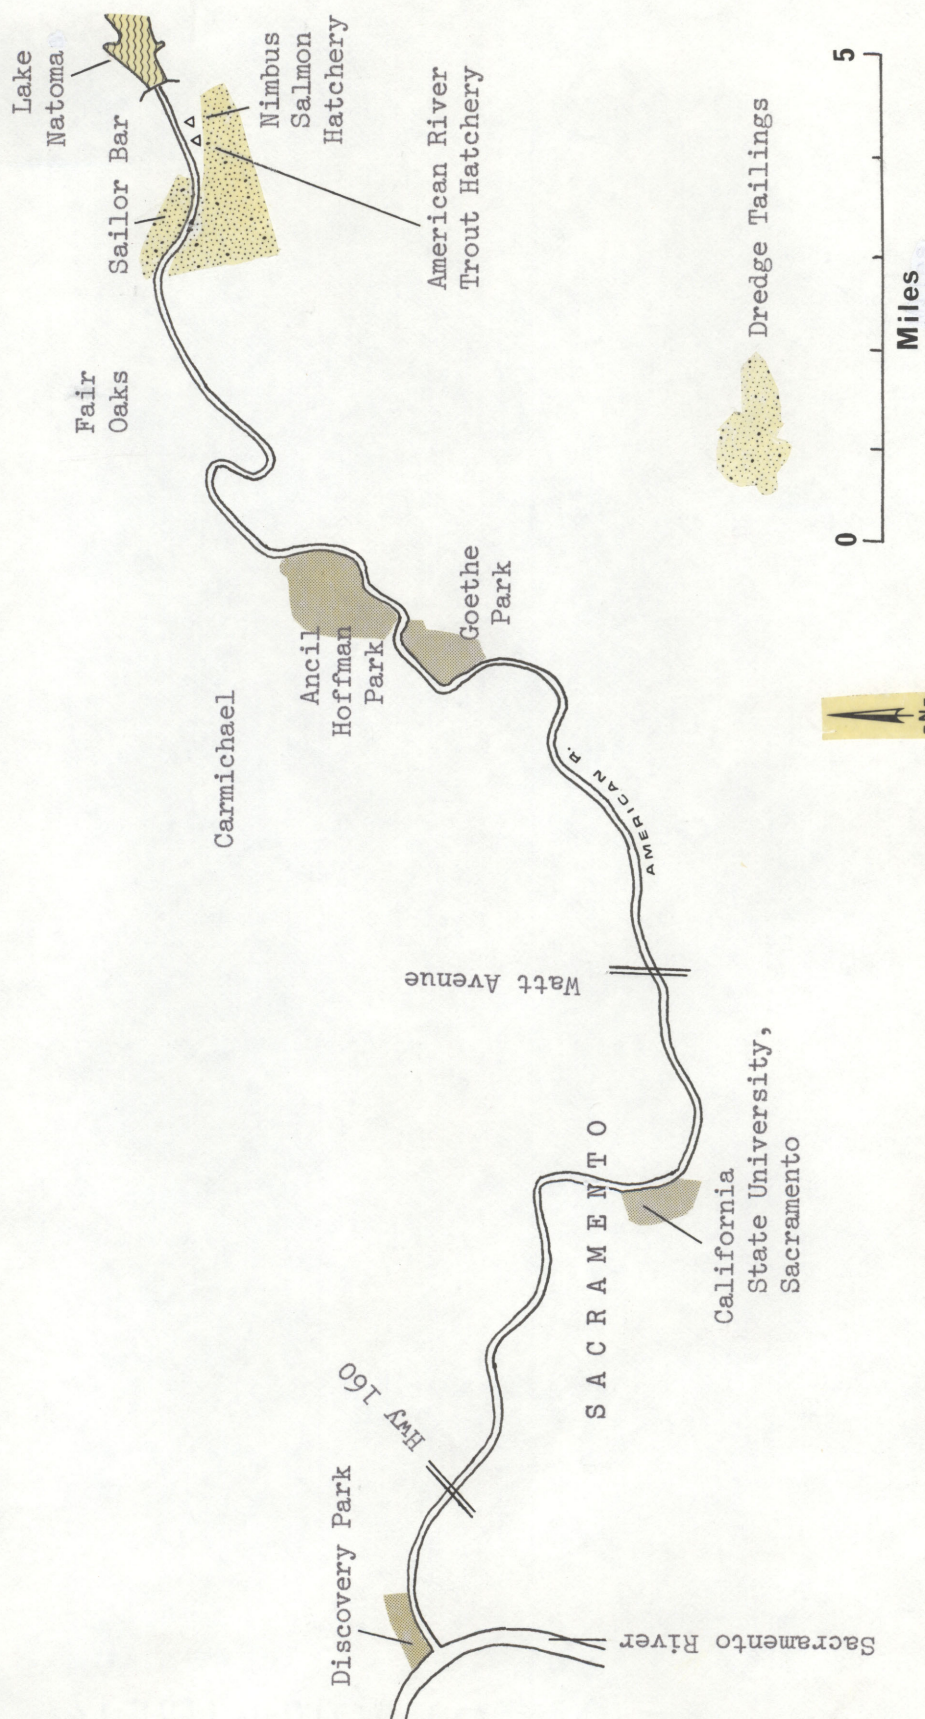 Lake
Natoma
Sailor Bar
Nimbus
Salmon
Hatchery
American River
Trout Hatchery
Fair
Oaks
Carmichael
Ancil
Hoffman
Park
Goethe
Park
AMERICAN R.
Watt Avenue
SACRAMENTO
California
State University,
Sacramento
Hwy 160
Discovery Park
Sacramento River
Dredge Tailings
0
5
Miles